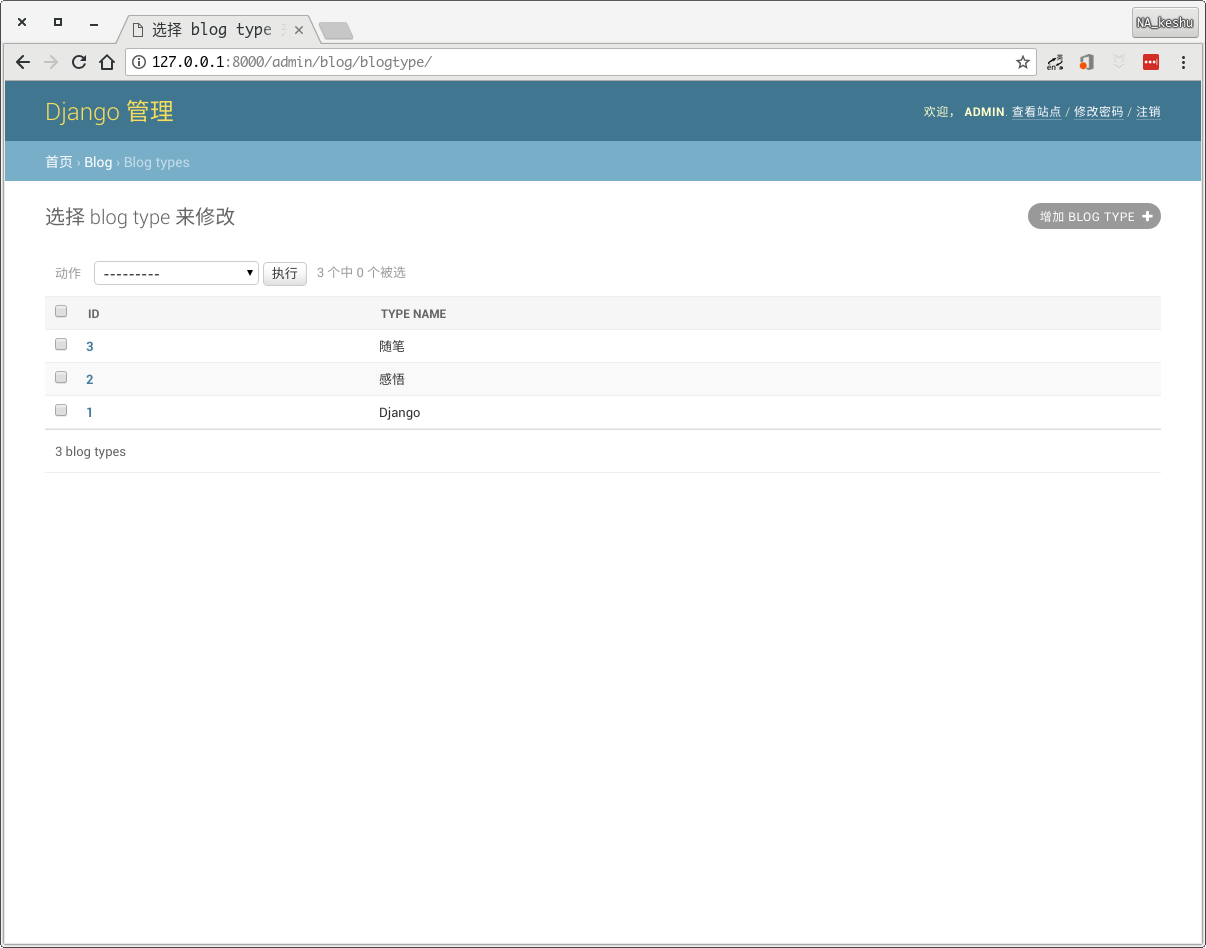 选择 blog type
NA_keshu
127.0.0.1:8000/admin/blog/blogtype/
Django 管理
欢迎， ADMIN. 查看站点 / 修改密码 / 注销
首页 › Blog › Blog types
选择 blog type 来修改
增加 BLOG TYPE +
动作 --------- 执行 3 个中 0 个被选
ID TYPE NAME
3 随笔
2 感悟
1 Django
3 blog types